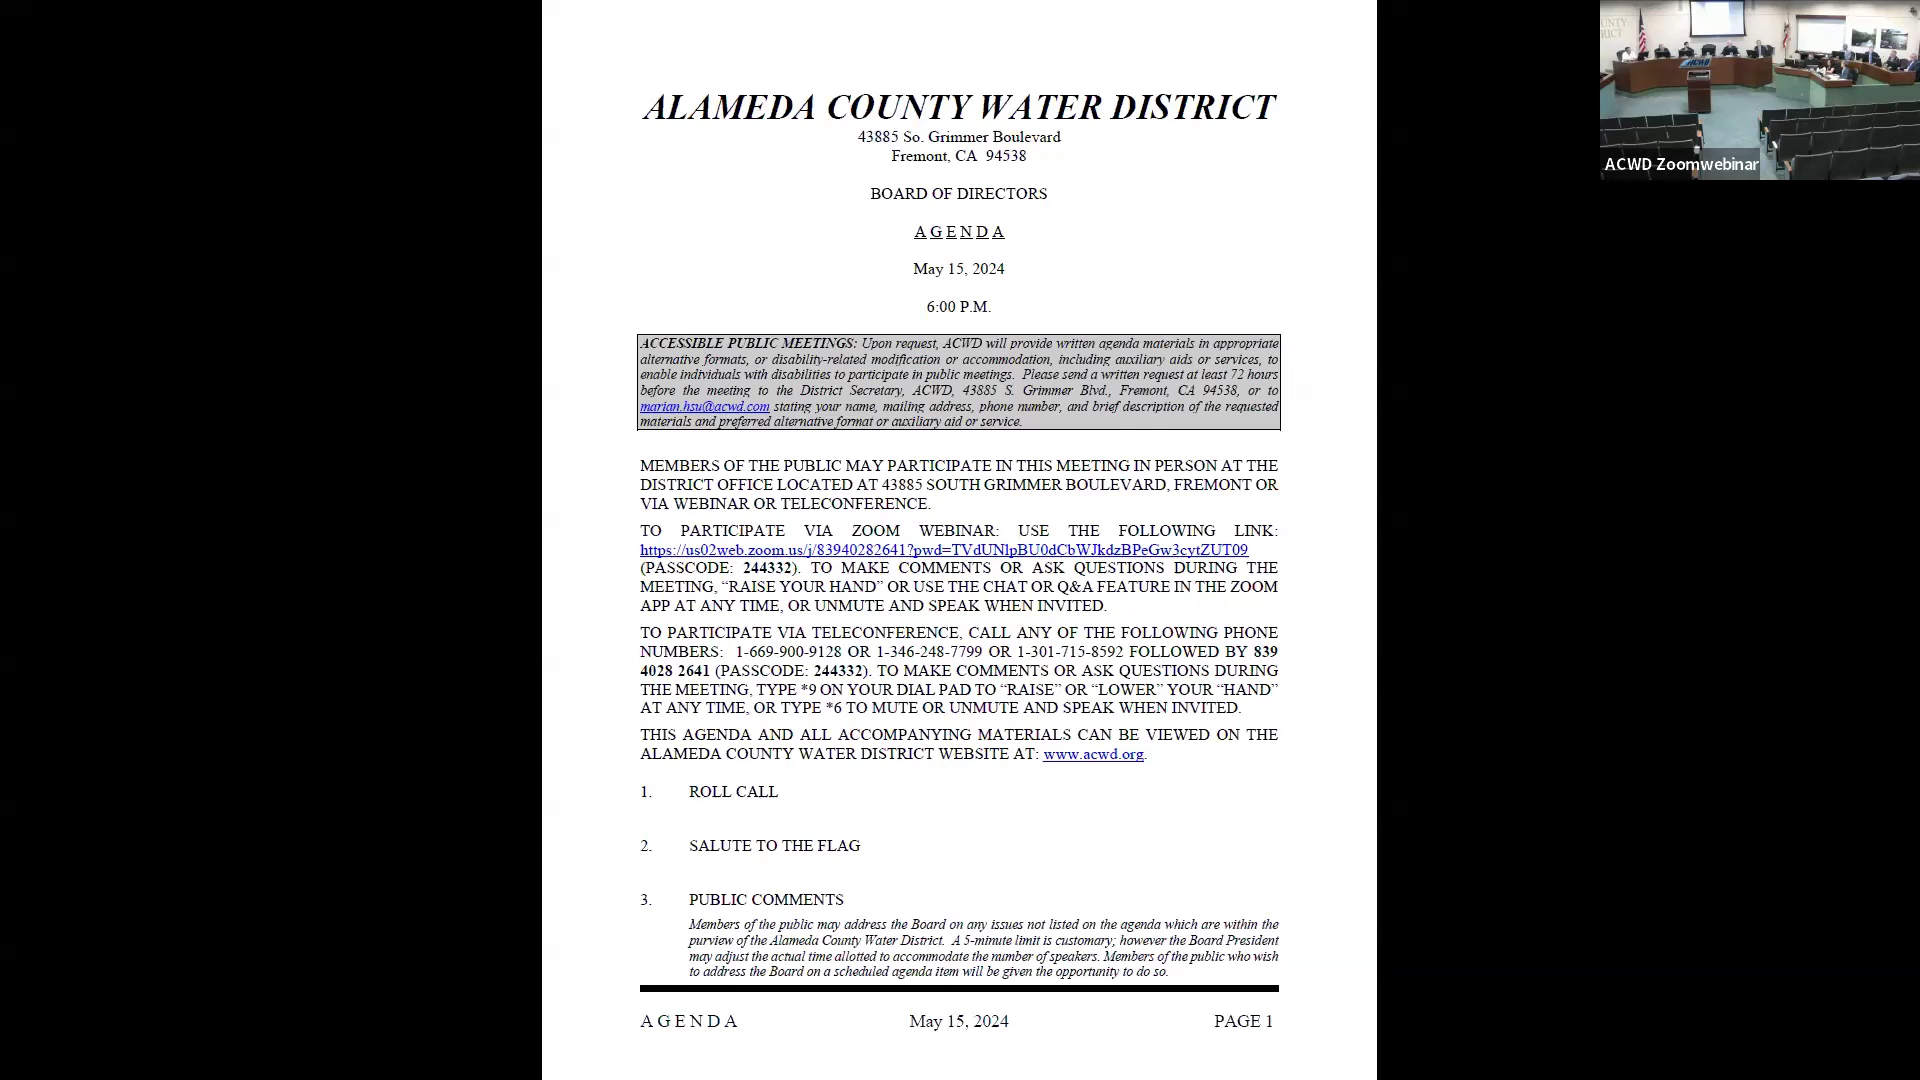 ALAMEDA COUNTY WATER DISTRICT
43885 So. Grimmer Boulevard
Fremont, CA 94538
BOARD OF DIRECTORS
AGENDA
May 15, 2024
6:00 P.M.
ACCESSIBLE PUBLIC MEETINGS: Upon request, ACWD will provide written agenda materials in appropriate
alternative formats, or disability-related modification or accommodation, including auxiliary aids or services, to
enable individuals with disabilities to participate in public meetings. Please send a written request at least 72 hours
before the meeting to the District Secretary, ACWD, 43885 S. Grimmer Blvd., Fremont, CA 94538, or to
marian.hsu@acwd.com stating your name, mailing address, phone number, and brief description of the requested
materials and preferred alternative format or auxiliary aid or service.
MEMBERS OF THE PUBLIC MAY PARTICIPATE IN THIS MEETING IN PERSON AT THE
DISTRICT OFFICE LOCATED AT 43885 SOUTH GRIMMER BOULEVARD, FREMONT OR
VIA WEBINAR OR TELECONFERENCE.
TO PARTICIPATE VIA ZOOM WEBINAR: USE THE FOLLOWING LINK:
https://us02web.zoom.us/j/83940282641?pwd=TVdUNlpBU0dCbWJkdzBPeGw3cytZUT09
(PASSCODE: 244332). TO MAKE COMMENTS OR ASK QUESTIONS DURING THE
MEETING, “RAISE YOUR HAND” OR USE THE CHAT OR Q&A FEATURE IN THE ZOOM
APP AT ANY TIME, OR UNMUTE AND SPEAK WHEN INVITED.
TO PARTICIPATE VIA TELECONFERENCE, CALL ANY OF THE FOLLOWING PHONE
NUMBERS: 1-669-900-9128 OR 1-346-248-7799 OR 1-301-715-8592 FOLLOWED BY 839
4028 2641 (PASSCODE: 244332). TO MAKE COMMENTS OR ASK QUESTIONS DURING
THE MEETING, TYPE *9 ON YOUR DIAL PAD TO “RAISE” OR “LOWER” YOUR “HAND”
AT ANY TIME, OR TYPE *6 TO MUTE OR UNMUTE AND SPEAK WHEN INVITED.
THIS AGENDA AND ALL ACCOMPANYING MATERIALS CAN BE VIEWED ON THE
ALAMEDA COUNTY WATER DISTRICT WEBSITE AT: www.acwd.org.
1. ROLL CALL
2. SALUTE TO THE FLAG
3. PUBLIC COMMENTS
Members of the public may address the Board on any issues not listed on the agenda which are within the
purview of the Alameda County Water District. A 5-minute limit is customary; however the Board President
may adjust the actual time allotted to accommodate the number of speakers. Members of the public who wish
to address the Board on a scheduled agenda item will be given the opportunity to do so.
AGENDA May 15, 2024 PAGE 1
ACWD
ACWD Zoomwebinar